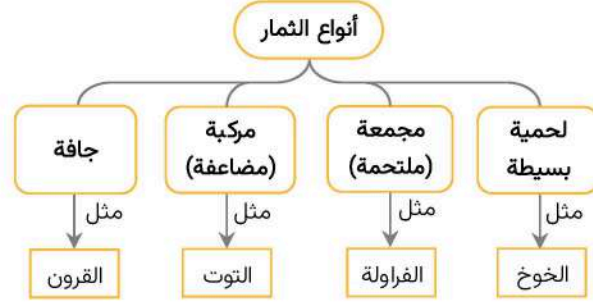 أنواع الثمار
لحمية
بسيطة
مجمعة
(ملتحمة)
مركبة
(مضاعفة)
جافة
مثل
مثل
مثل
مثل
الخوخ
الفراولة
التوت
القرون